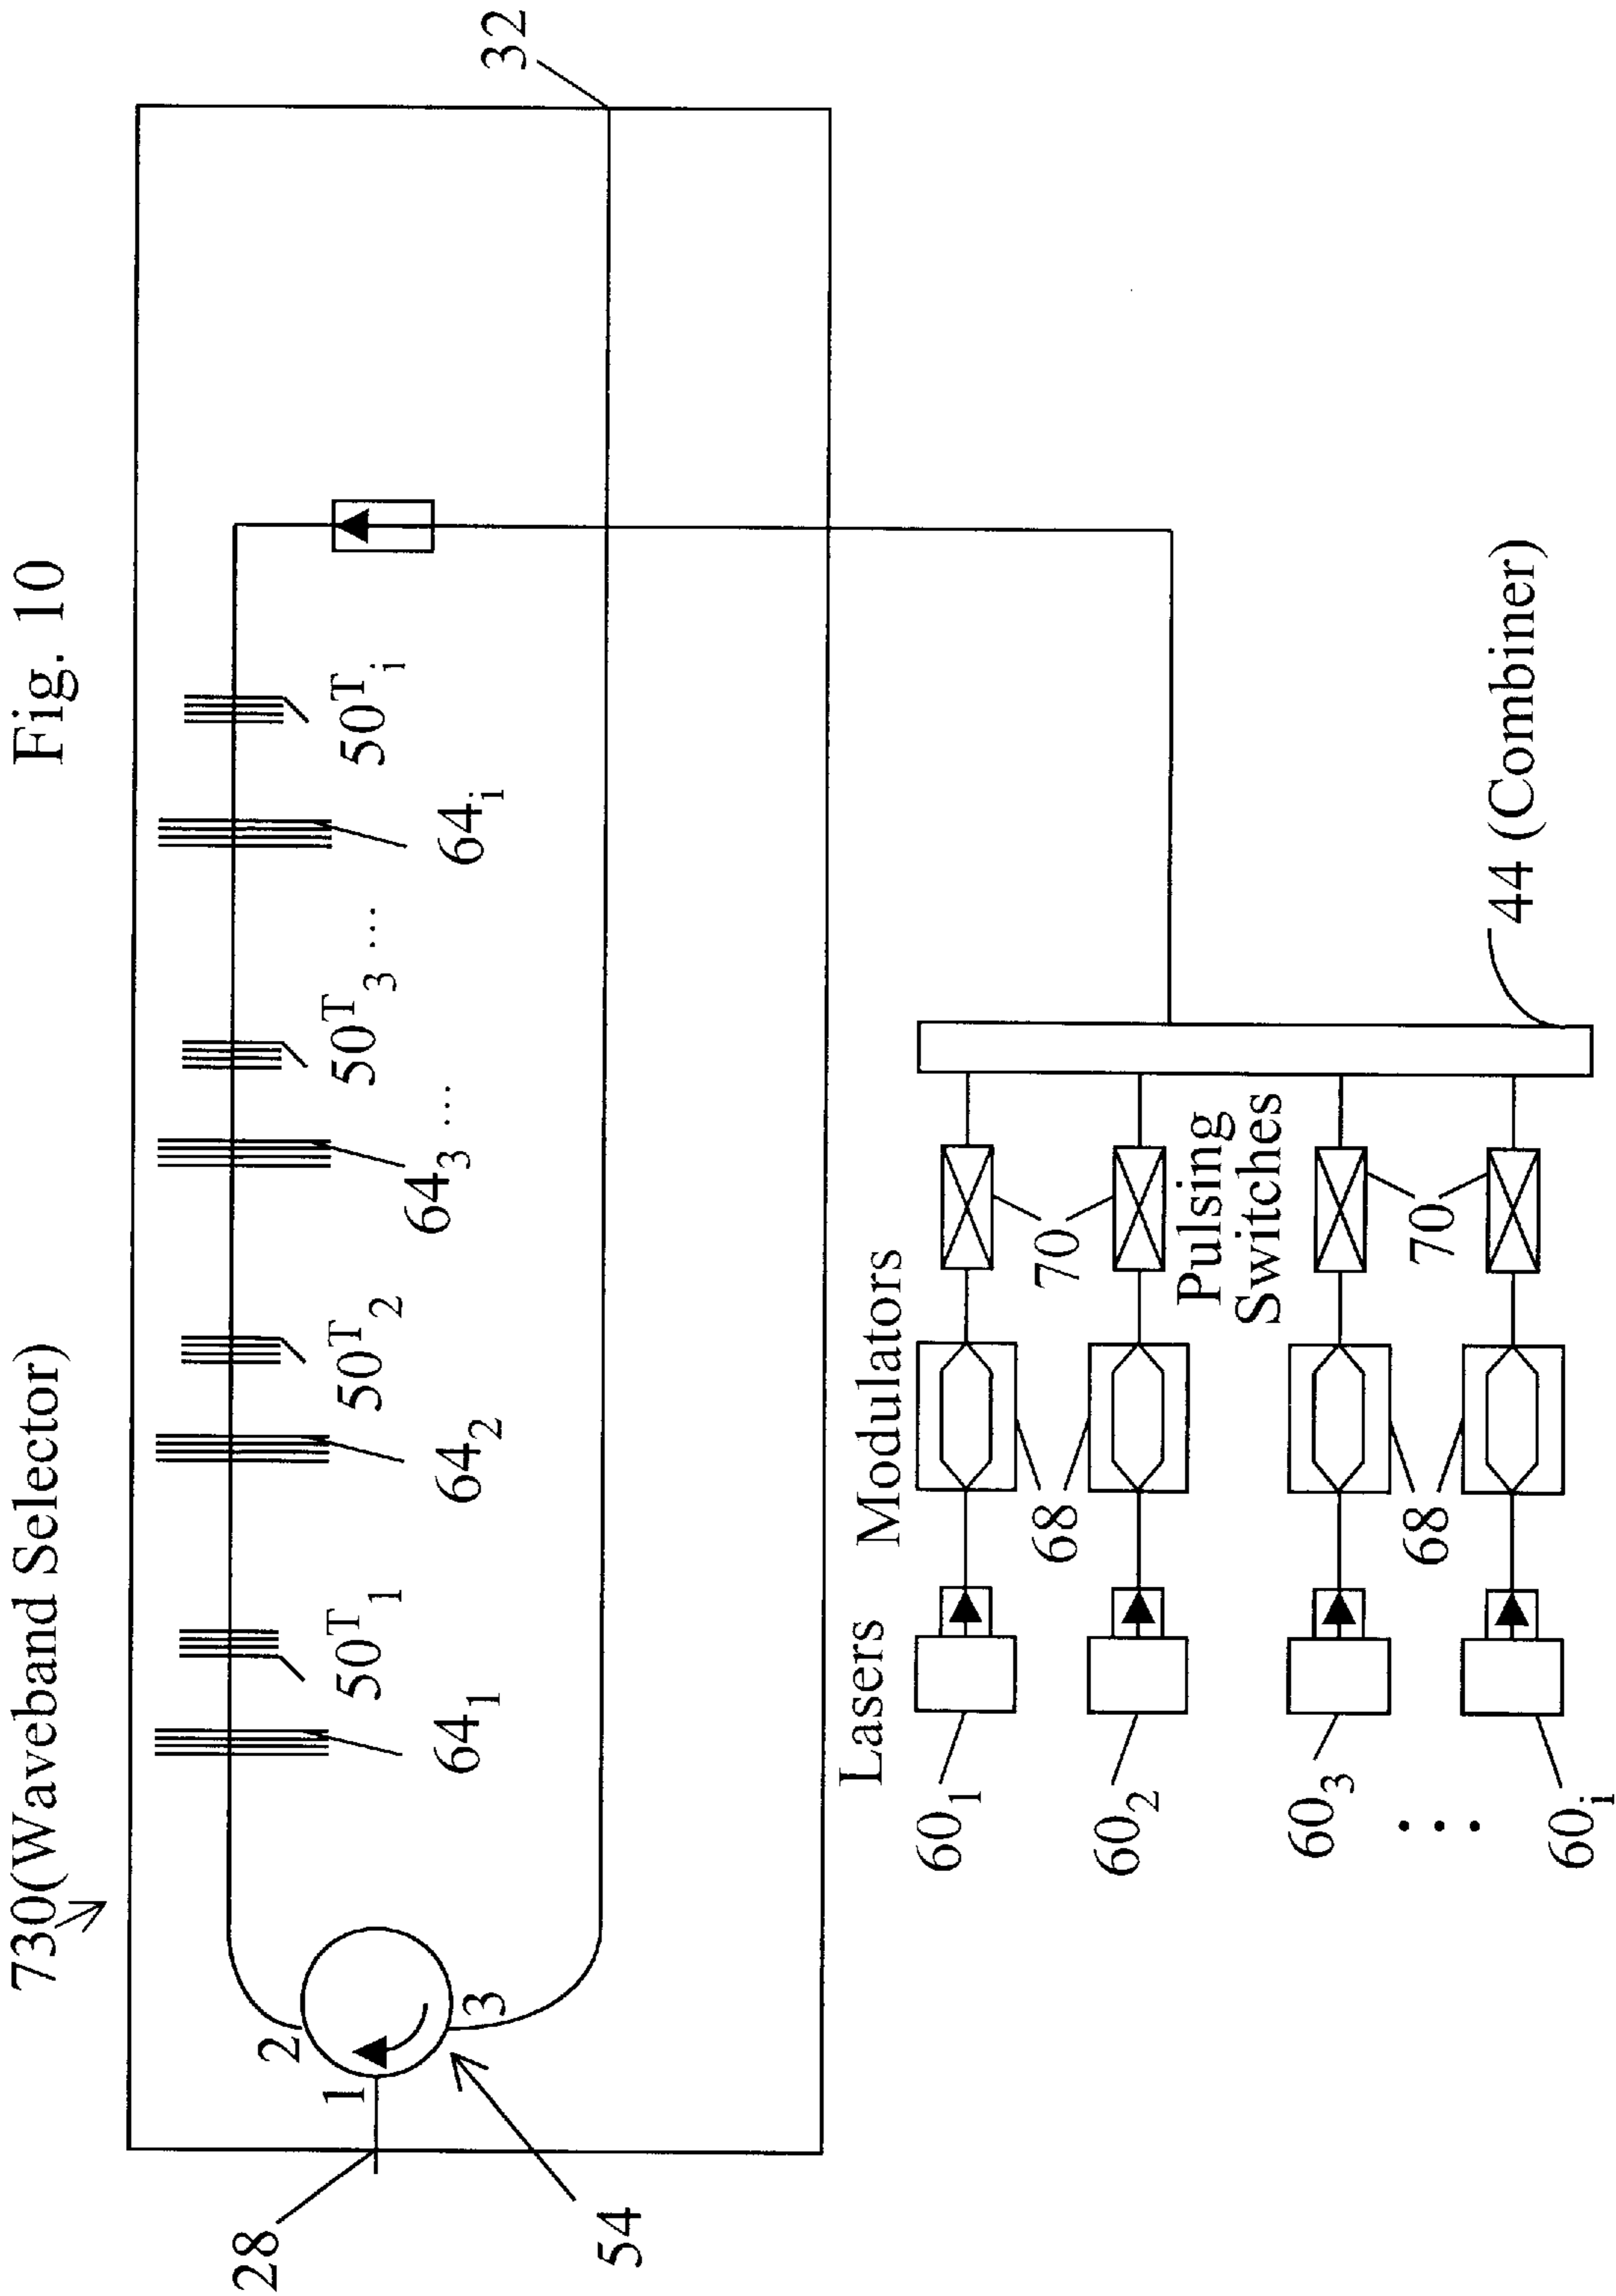 Fig. 10
730(Waveband Selector)
32
50ᵀᵢ
64ᵢ
50ᵀ₃ ...
64₃ ...
50ᵀ₂
64₂
50ᵀ₁
64₁
2
1
3
28
54
Lasers
Modulators
Pulsing
Switches
60₁
68
70
60₂
60₃
68
70
60ᵢ
44 (Combiner)